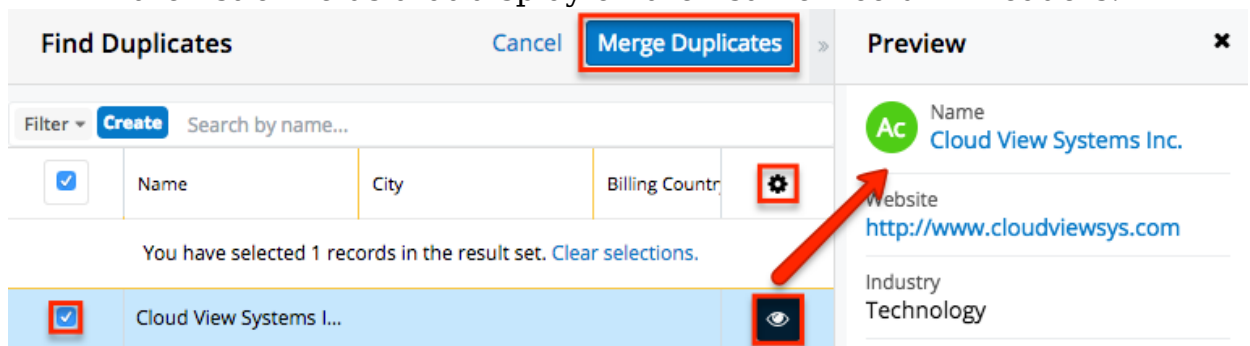 Find Duplicates Cancel Merge Duplicates »
Preview ×
Filter Create Search by name...
Ac Name
Cloud View Systems Inc.
Name City Billing Countr
Website
http://www.cloudviewsys.com
You have selected 1 records in the result set. Clear selections.
Industry
Technology
Cloud View Systems I...